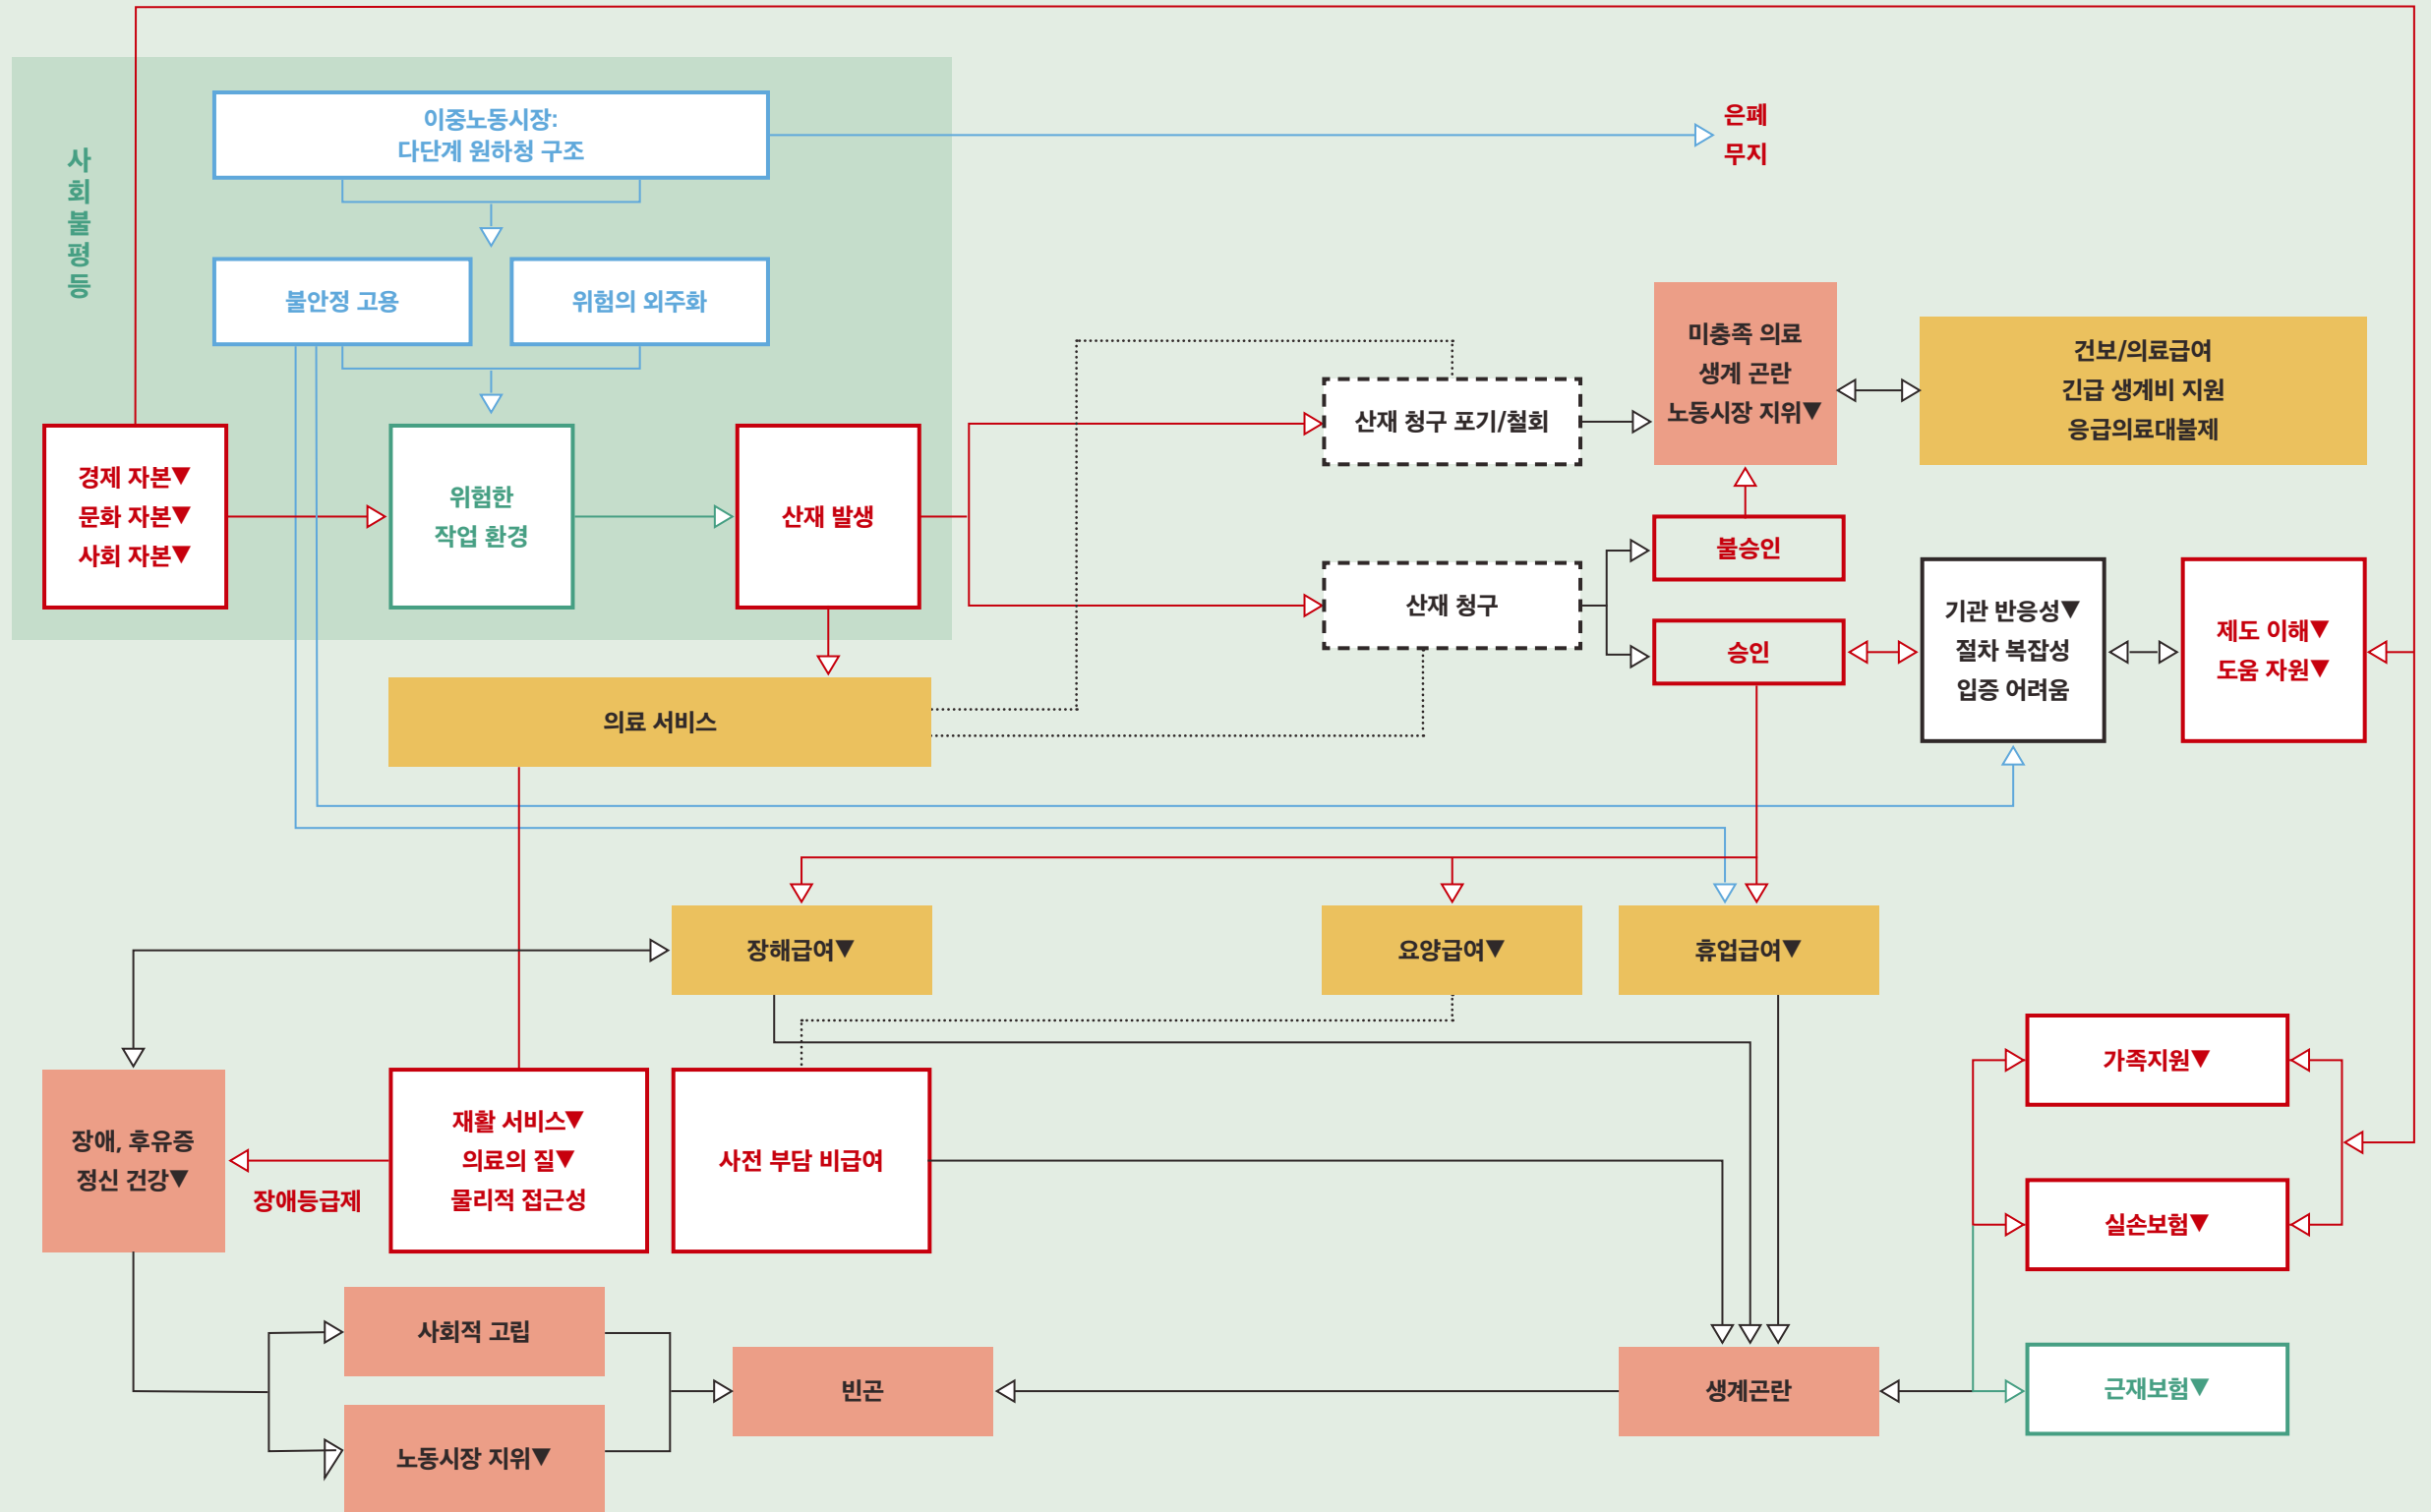 사회불평등
이중노동시장:
다단계 원하청 구조
은폐
무지
불안정 고용
위험의 외주화
경제 자본▼
문화 자본▼
사회 자본▼
위험한
작업 환경
산재 발생
산재 청구 포기/철회
미충족 의료
생계 곤란
노동시장 지위▼
건보/의료급여
긴급 생계비 지원
응급의료대불제
산재 청구
불승인
승인
기관 반응성▼
절차 복잡성
입증 어려움
제도 이해▼
도움 자원▼
의료 서비스
장해급여▼
요양급여▼
휴업급여▼
장애, 후유증
정신 건강▼
장애등급제
재활 서비스▼
의료의 질▼
물리적 접근성
사전 부담 비급여
가족지원▼
실손보험▼
근재보험▼
사회적 고립
노동시장 지위▼
빈곤
생계곤란